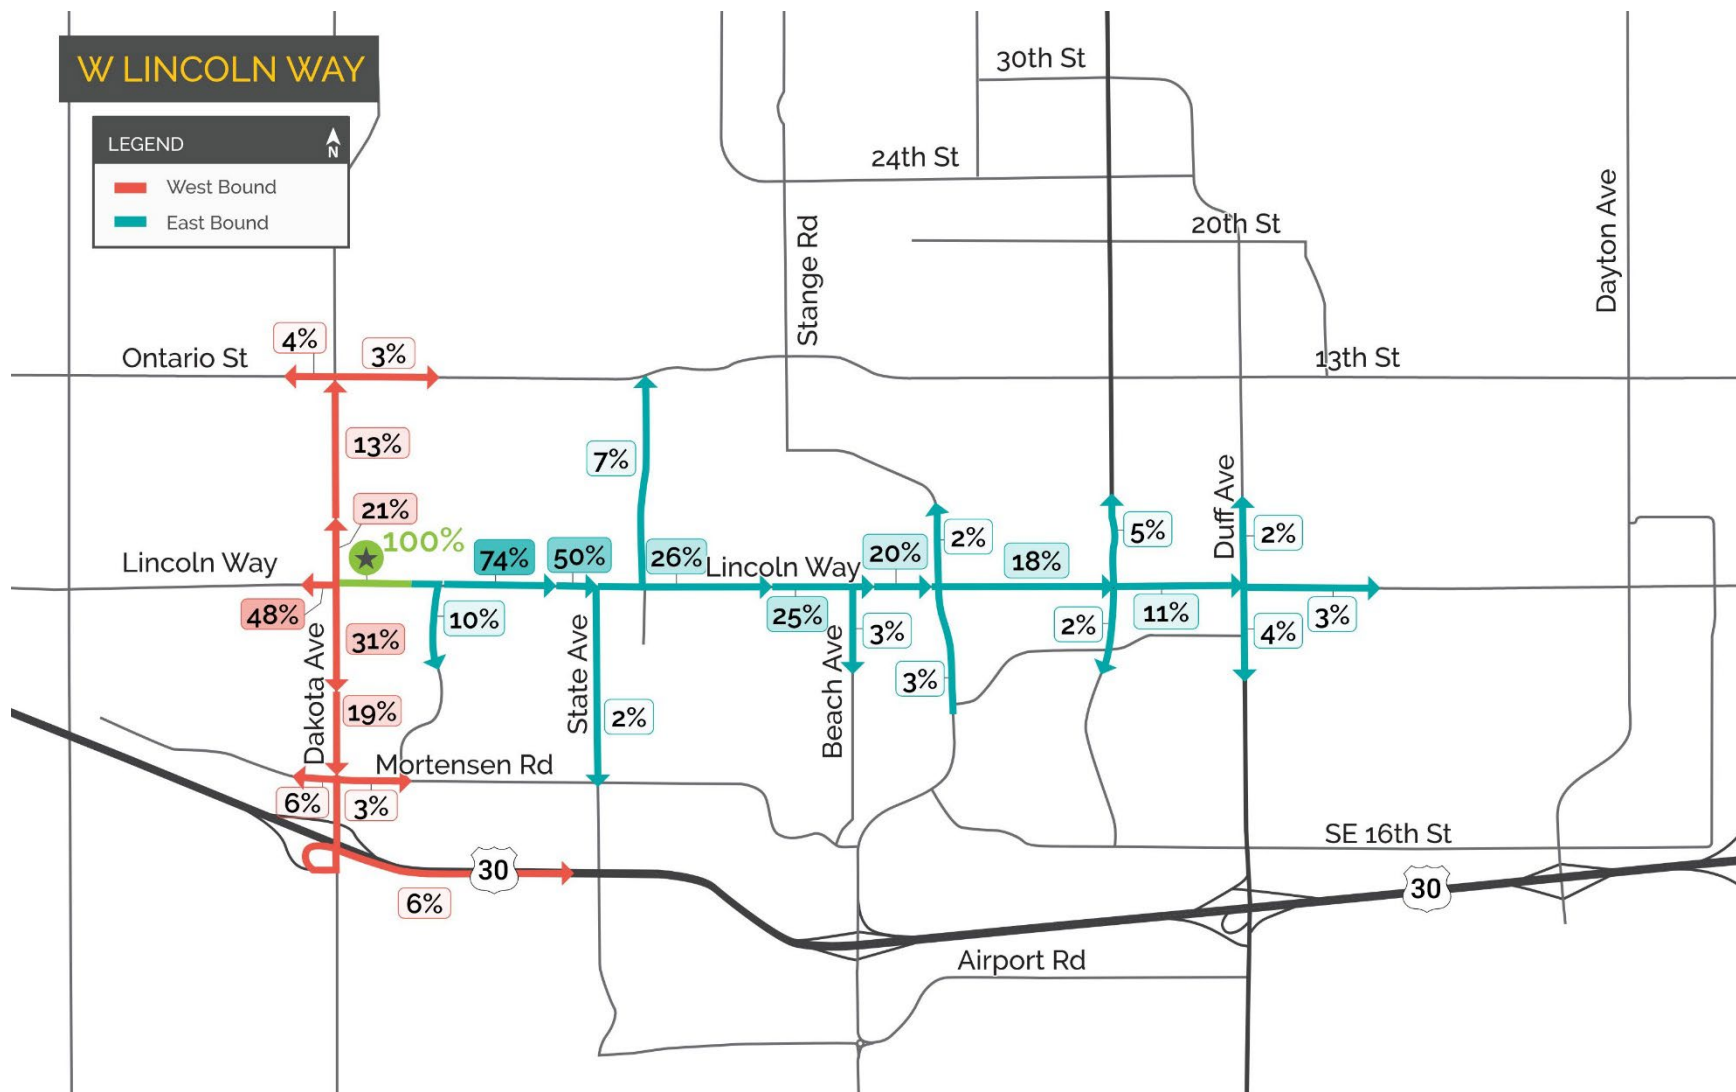 W LINCOLN WAY
LEGEND
N
West Bound
East Bound
30th St
24th St
20th St
Stange Rd
Dayton Ave
Ontario St
4%
3%
13th St
13%
7%
21%
100%
Duff Ave
Lincoln Way
74%
50%
26%
Lincoln Way
20%
2%
18%
5%
2%
48%
31%
10%
25%
3%
2%
11%
4%
3%
Dakota Ave
19%
State Ave
2%
Beach Ave
3%
Mortensen Rd
6%
3%
SE 16th St
30
6%
30
Airport Rd